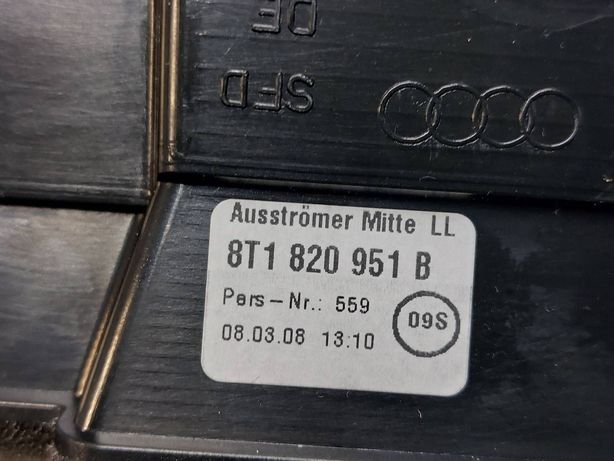 DE
SFD
Ausströmer Mitte LL
8T1 820 951 B
Pers-Nr.: 559
09S
08.03.08 13:10